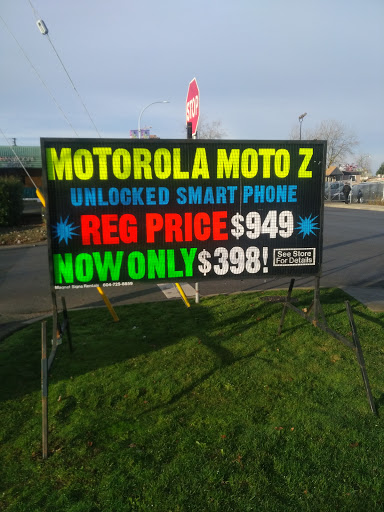 STOP
MOTOROLA MOTO Z
UNLOCKED SMART PHONE
REG PRICE $949
NOW ONLY $398!
See Store
For Details